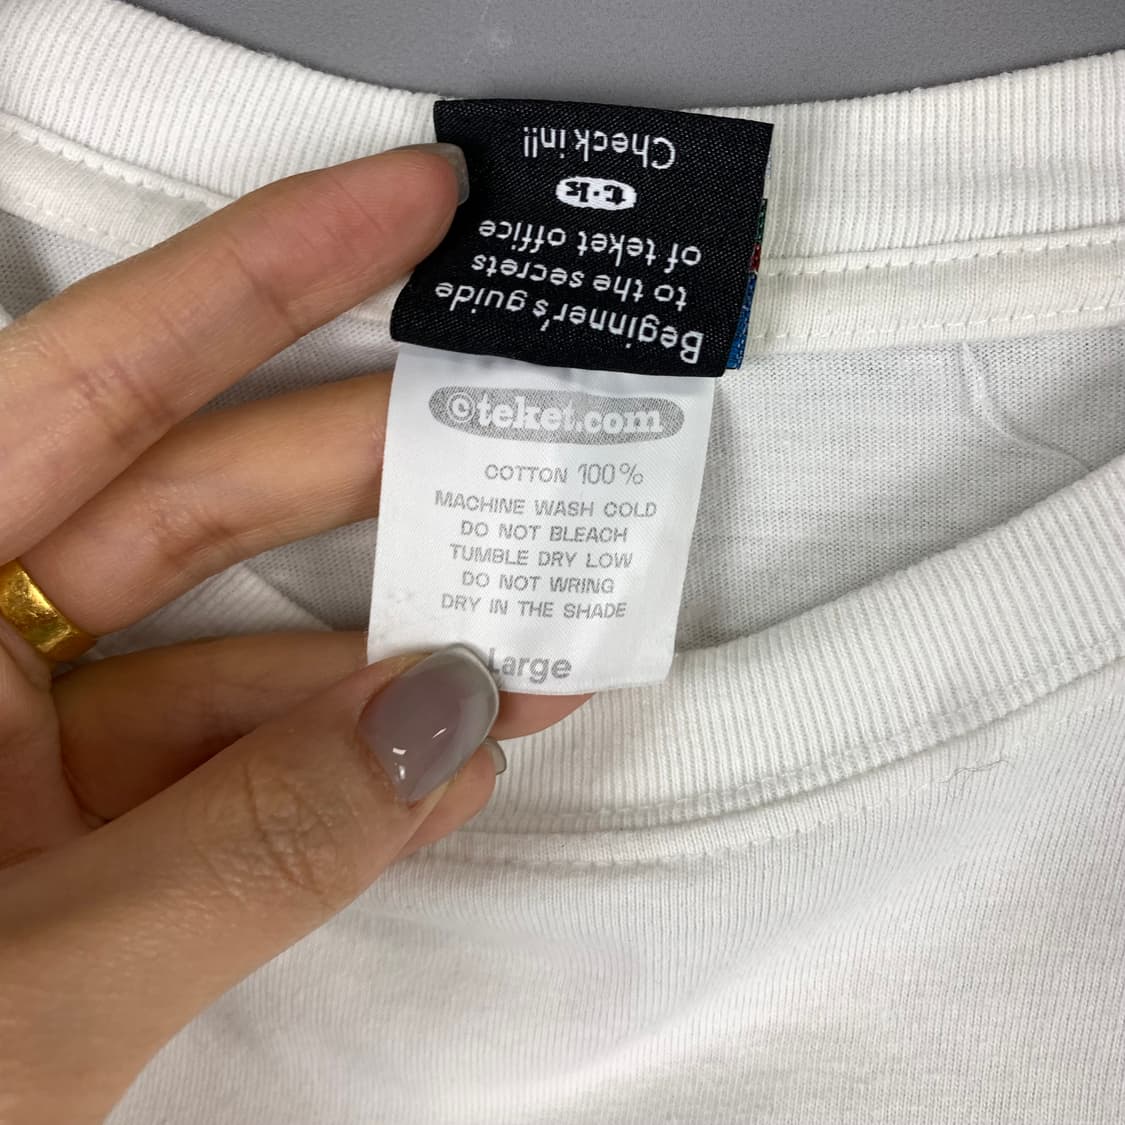 Beginner's guide
to the secrets
of teket office
t·k
Check in!!
©teket.com
COTTON 100%
MACHINE WASH COLD
DO NOT BLEACH
TUMBLE DRY LOW
DO NOT WRING
DRY IN THE SHADE
Large